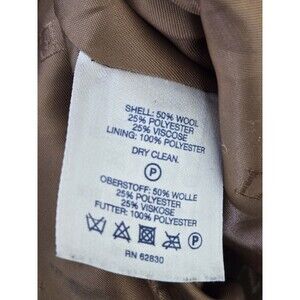 SHELL: 50% WOOL
25% POLYESTER
25% VISCOSE
LINING: 100% POLYESTER
DRY CLEAN.
P
OBERSTOFF: 50% WOLLE
25% POLYESTER
25% VISKOSE
FUTTER: 100% POLYESTER
P
RN 62830